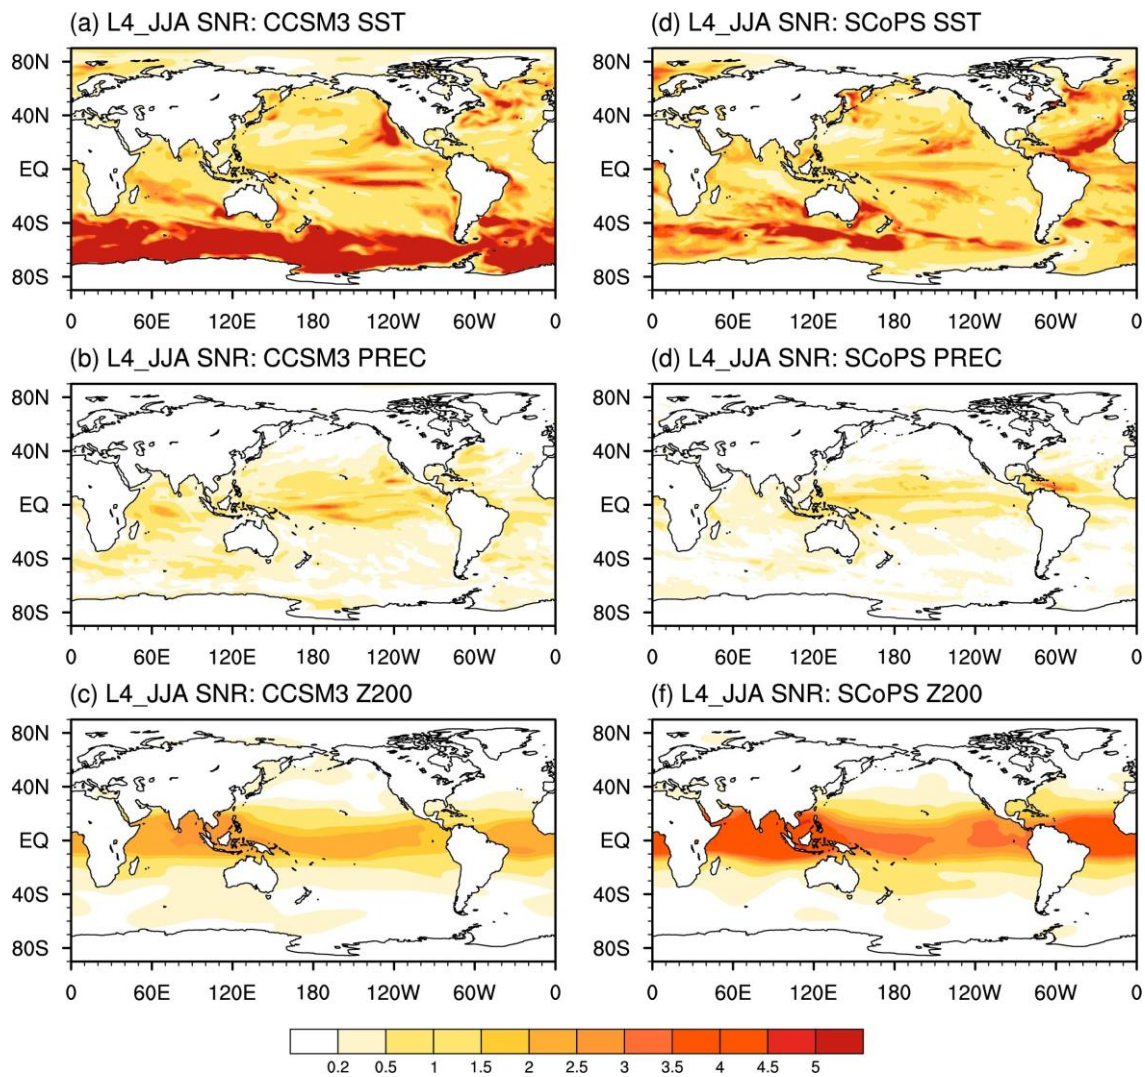 (a) L4_JJA SNR: CCSM3 SST
80N
40N
EQ
40S
80S
0 60E 120E 180 120W 60W 0
(d) L4_JJA SNR: SCoPS SST
80N
40N
EQ
40S
80S
0 60E 120E 180 120W 60W 0
(b) L4_JJA SNR: CCSM3 PREC
80N
40N
EQ
40S
80S
0 60E 120E 180 120W 60W 0
(d) L4_JJA SNR: SCoPS PREC
80N
40N
EQ
40S
80S
0 60E 120E 180 120W 60W 0
(c) L4_JJA SNR: CCSM3 Z200
80N
40N
EQ
40S
80S
0 60E 120E 180 120W 60W 0
(f) L4_JJA SNR: SCoPS Z200
80N
40N
EQ
40S
80S
0 60E 120E 180 120W 60W 0
0.2 0.5 1 1.5 2 2.5 3 3.5 4 4.5 5